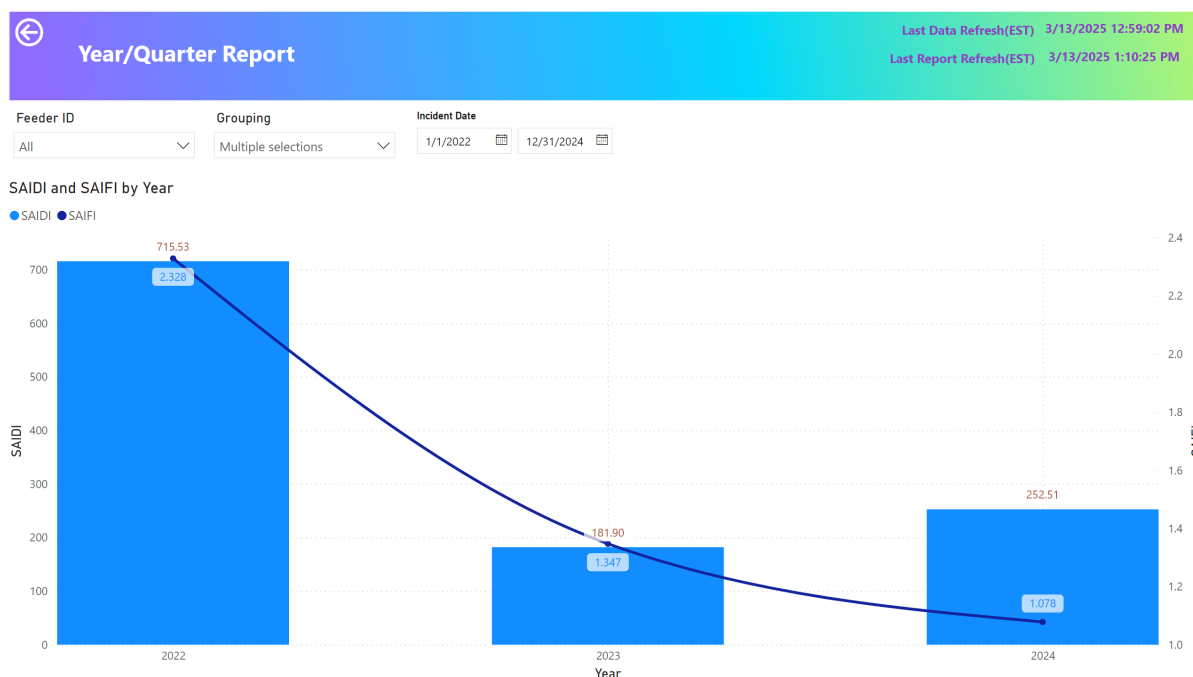 Year/Quarter Report
Last Data Refresh(EST) 3/13/2025 12:59:02 PM
Last Report Refresh(EST) 3/13/2025 1:10:25 PM
Feeder ID
All
Grouping
Multiple selections
Incident Date
1/1/2022 12/31/2024
SAIDI and SAIFI by Year
SAIDI SAIFI
SAIDI
700
600
500
400
300
200
100
0
715.53
2.328
181.90
1.347
252.51
1.078
2.4
2.2
2.0
1.8
1.6
1.4
1.2
1.0
2022 2023 2024
Year